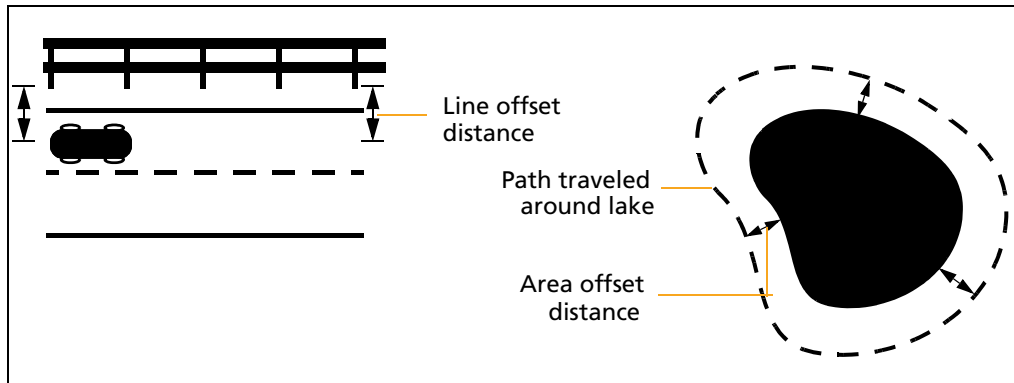 Line offset
distance
Path traveled
around lake
Area offset
distance